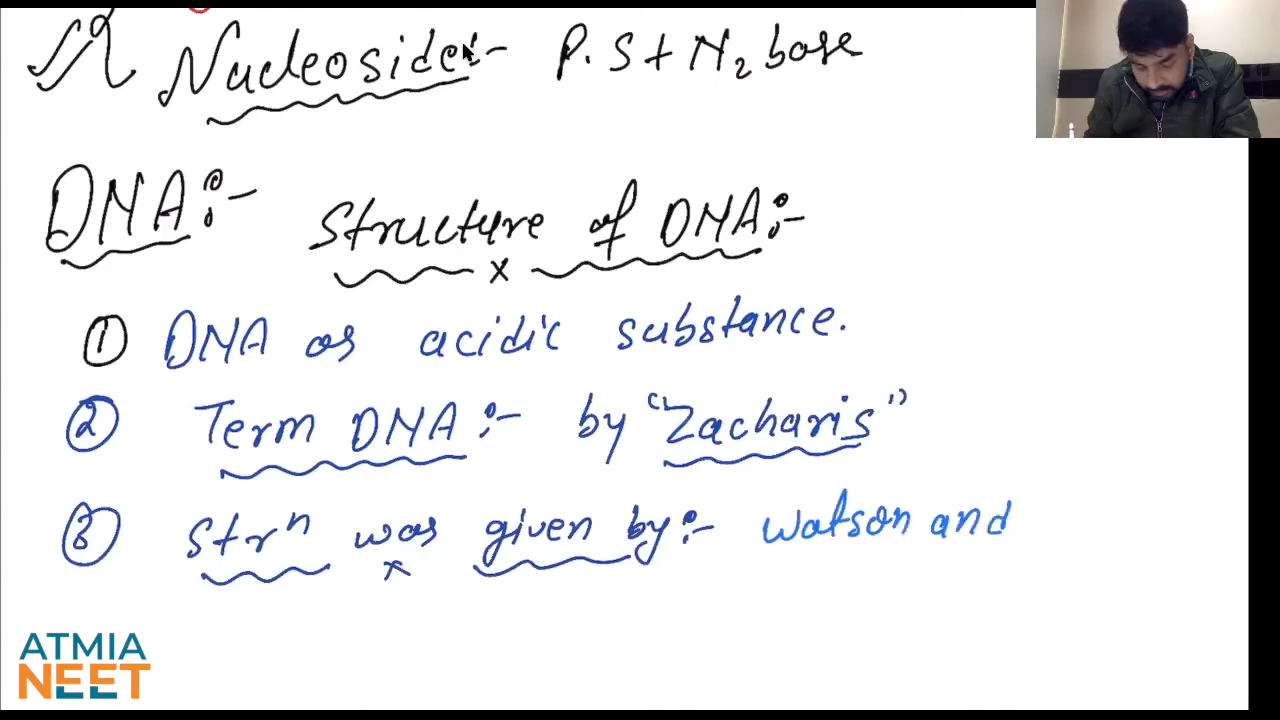 Nucleoside:- P.S + N2 base
DNA:-
Structure of DNA:-
① DNA as acidic substance.
② Term DNA:- by "Zacharis"
③ Strn was given by:- Watson and
ATMIA
NEET